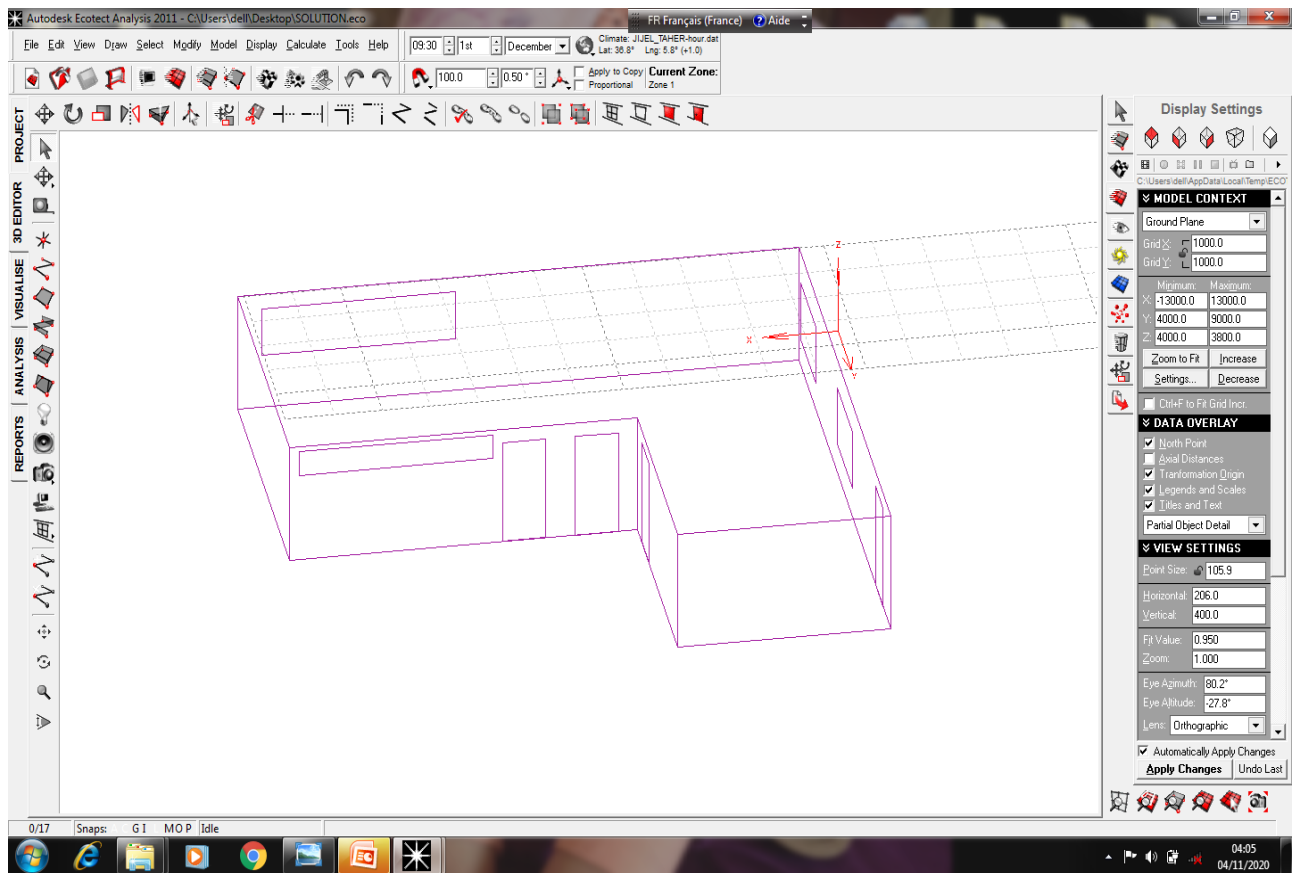 Autodesk Ecotect Analysis 2011 - C:\Users\dell\Desktop\SOLUTION.eco
FR Français (France) Aide
File Edit View Draw Select Modify Model Display Calculate Tools Help
09:30 1st December
Climate: JIJEL_TAHER-hour.dat
Lat: 36.8° Lng: 5.8° (+1.0)
100.0 0.50°
Apply to Copy
Proportional
Current Zone:
Zone 1
PROJECT
3D EDITOR
VISUALISE
ANALYSIS
REPORTS
Z
X
Y
Display Settings
C:\Users\dell\AppData\Local\Temp\ECO
MODEL CONTEXT
Ground Plane
Grid X: 1000.0
Grid Y: 1000.0
Minimum: Maximum:
X: -13000.0 13000.0
Y: 4000.0 9000.0
Z: 4000.0 3800.0
Zoom to Fit Increase
Settings... Decrease
Ctrl+F to Fit Grid Incr.
DATA OVERLAY
North Point
Axial Distances
Tranformation Origin
Legends and Scales
Titles and Text
Partial Object Detail
VIEW SETTINGS
Point Size: 105.9
Horizontal: 206.0
Vertical: 400.0
Fit Value: 0.950
Zoom: 1.000
Eye Azimuth: 80.2°
Eye Altitude: -27.8°
Lens: Orthographic
Automatically Apply Changes
Apply Changes Undo Last
0/17 Snaps: G I M O P Idle
04:05
04/11/2020